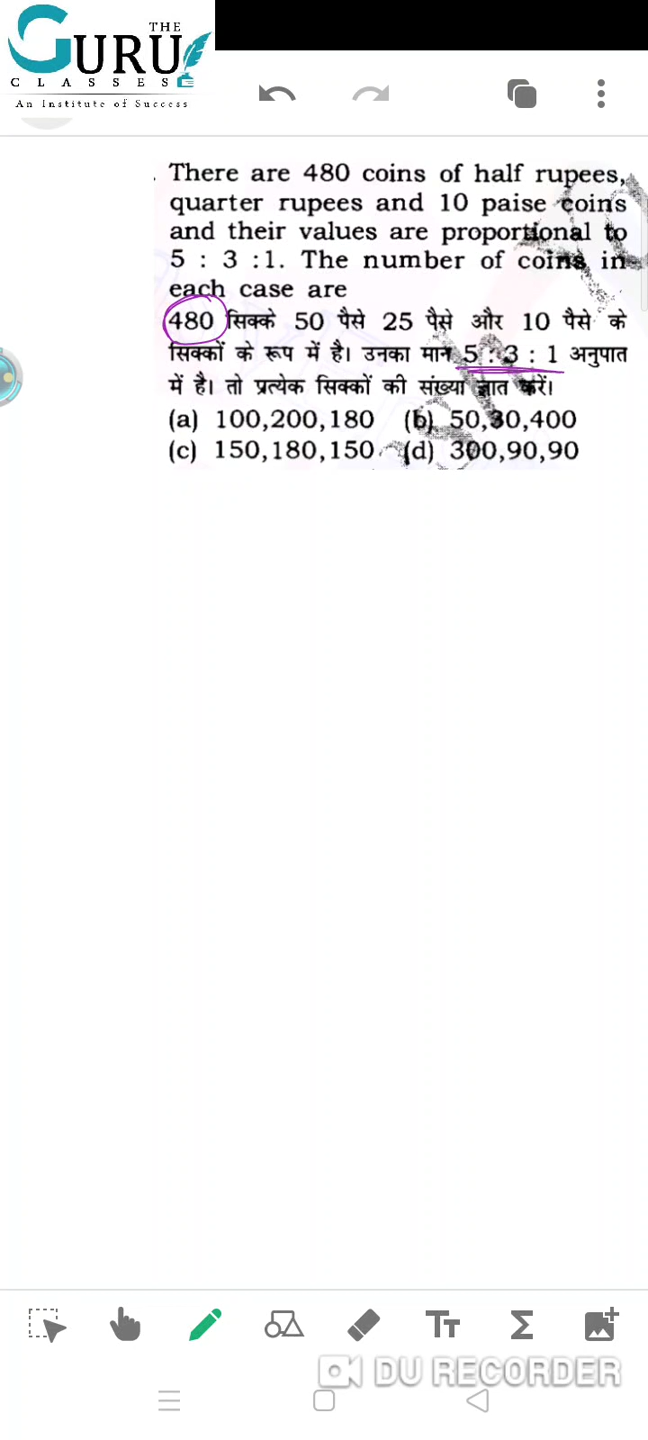 THE
GURU
CLASSES
An Institute of Success
There are 480 coins of half rupees,
quarter rupees and 10 paise coins
and their values are proportional to
5 : 3 :1. The number of coins in
each case are
480 सिक्के 50 पैसे 25 पैसे और 10 पैसे के
सिक्कों के रूप में है। उनका मान 5 : 3 : 1 अनुपात
में है। तो प्रत्येक सिक्कों की संख्या ज्ञात करें।
(a) 100,200,180 (b) 50,30,400
(c) 150,180,150 (d) 300,90,90
Tт
Σ
DU RECORDER